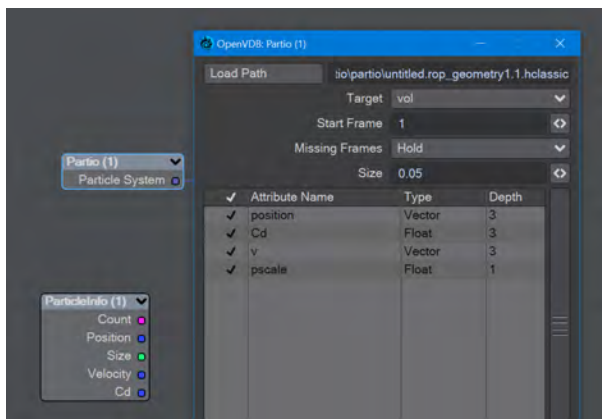 OpenVDB: Partio (1)
Load Path tio\partio\untitled.rop_geometry1.1.hclassic
Target vol
Start Frame 1
Missing Frames Hold
Size 0.05
Attribute Name Type Depth
position Vector 3
Cd Float 3
v Vector 3
pscale Float 1
Partio (1)
Particle System
ParticleInfo (1)
Count
Position
Size
Velocity
Cd